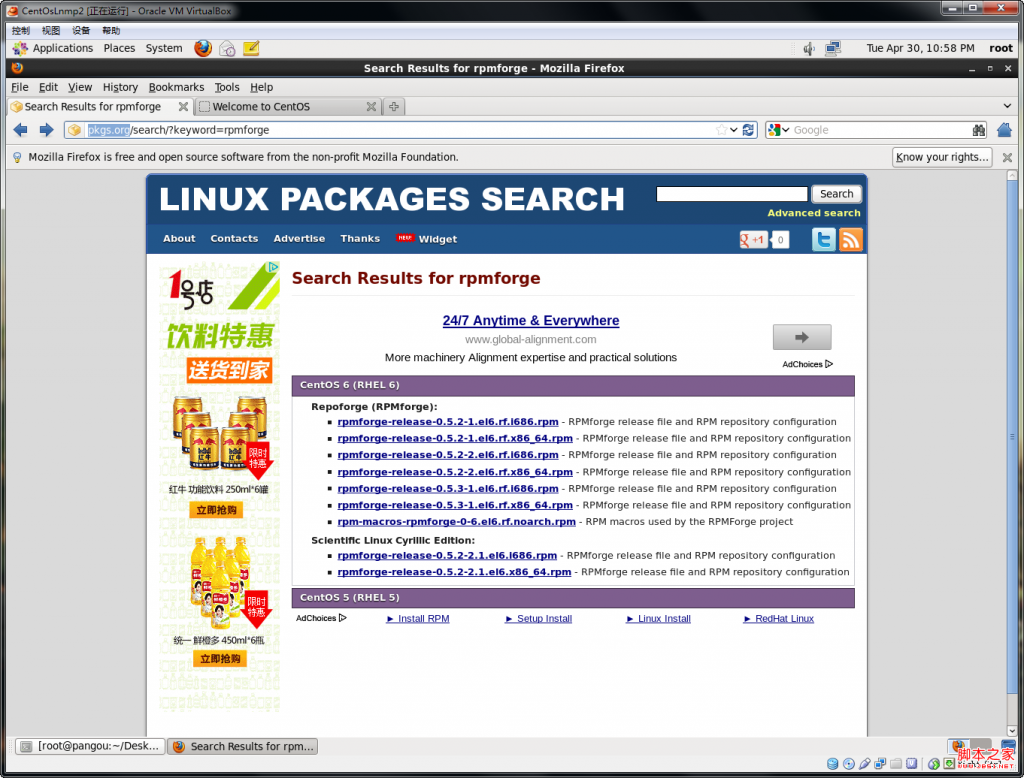 CentOsLnmp2 [正在运行] - Oracle VM VirtualBox
控制 视图 设备 帮助
Applications Places System Tue Apr 30, 10:58 PM root
Search Results for rpmforge - Mozilla Firefox
File Edit View History Bookmarks Tools Help
Search Results for rpmforge Welcome to CentOS
pkgs.org/search/?keyword=rpmforge Google
Mozilla Firefox is free and open source software from the non-profit Mozilla Foundation. Know your rights...
LINUX PACKAGES SEARCH Search
Advanced search
About Contacts Advertise Thanks NEW! Widget +1 0
1号店
饮料特惠
送货到家
限时
特惠
红牛 功能饮料 250ml*6罐
立即抢购
限时
特惠
统一 鲜橙多 450ml*6瓶
立即抢购
Search Results for rpmforge
24/7 Anytime & Everywhere
www.global-alignment.com
More machinery Alignment expertise and practical solutions
AdChoices
CentOS 6 (RHEL 6)
Repoforge (RPMforge):
rpmforge-release-0.5.2-1.el6.rf.i686.rpm - RPMforge release file and RPM repository configuration
rpmforge-release-0.5.2-1.el6.rf.x86_64.rpm - RPMforge release file and RPM repository configuration
rpmforge-release-0.5.2-2.el6.rf.i686.rpm - RPMforge release file and RPM repository configuration
rpmforge-release-0.5.2-2.el6.rf.x86_64.rpm - RPMforge release file and RPM repository configuration
rpmforge-release-0.5.3-1.el6.rf.i686.rpm - RPMforge release file and RPM repository configuration
rpmforge-release-0.5.3-1.el6.rf.x86_64.rpm - RPMforge release file and RPM repository configuration
rpm-macros-rpmforge-0-6.el6.rf.noarch.rpm - RPM macros used by the RPMForge project
Scientific Linux Cyrillic Edition:
rpmforge-release-0.5.2-2.1.el6.i686.rpm - RPMforge release file and RPM repository configuration
rpmforge-release-0.5.2-2.1.el6.x86_64.rpm - RPMforge release file and RPM repository configuration
CentOS 5 (RHEL 5)
AdChoices ► Install RPM ► Setup Install ► Linux Install ► RedHat Linux
[root@pangou:~/Desk... Search Results for rpm...
脚本之家